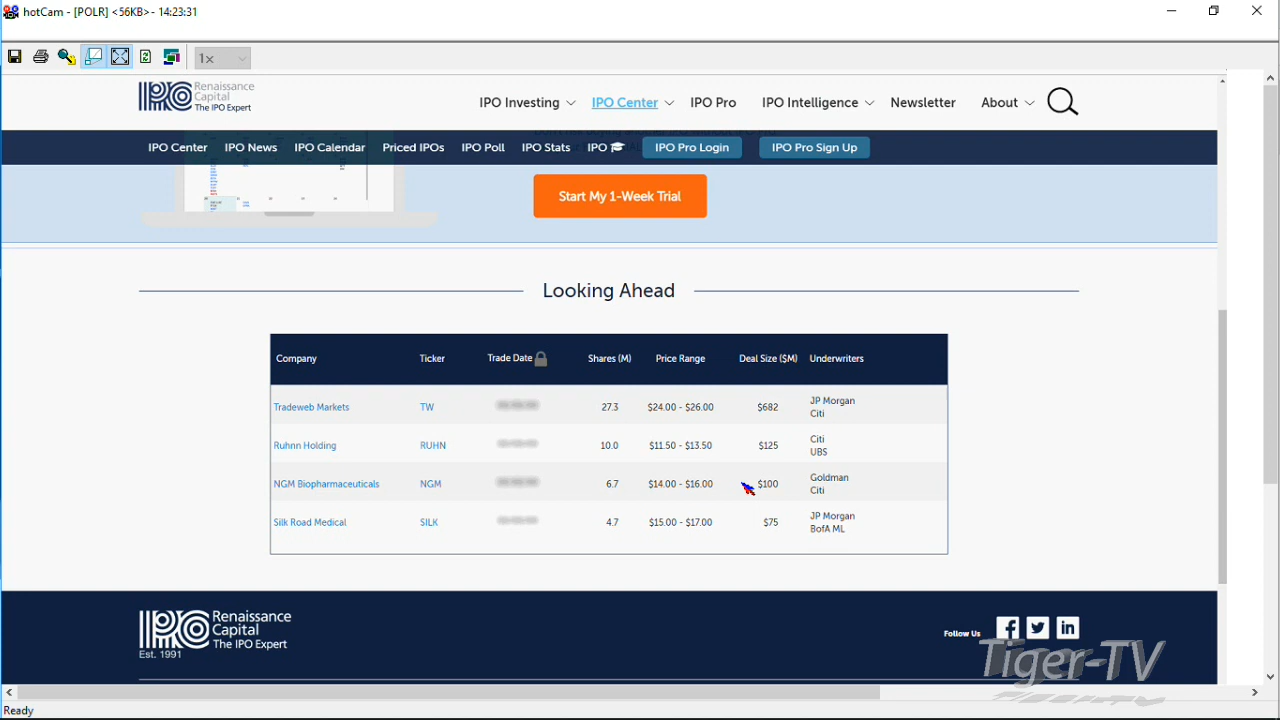 hotCam - [POLR] <56KB> - 14:23:31
1x
IPO Renaissance
Capital
The IPO Expert
IPO Investing IPO Center IPO Pro IPO Intelligence Newsletter About
IPO Center IPO News IPO Calendar Priced IPOs IPO Poll IPO Stats IPO IPO Pro Login IPO Pro Sign Up
Start My 1-Week Trial
Looking Ahead
Company Ticker Trade Date Shares (M) Price Range Deal Size ($M) Underwriters
Tradeweb Markets TW 27.3 $24.00 - $26.00 $682 JP Morgan
Citi
Ruhnn Holding RUHN 10.0 $11.50 - $13.50 $125 Citi
UBS
NGM Biopharmaceuticals NGM 6.7 $14.00 - $16.00 $100 Goldman
Citi
Silk Road Medical SILK 4.7 $15.00 - $17.00 $75 JP Morgan
BofA ML
IPO Renaissance
Capital
The IPO Expert
Est. 1991
Follow Us
Tiger-TV
Ready